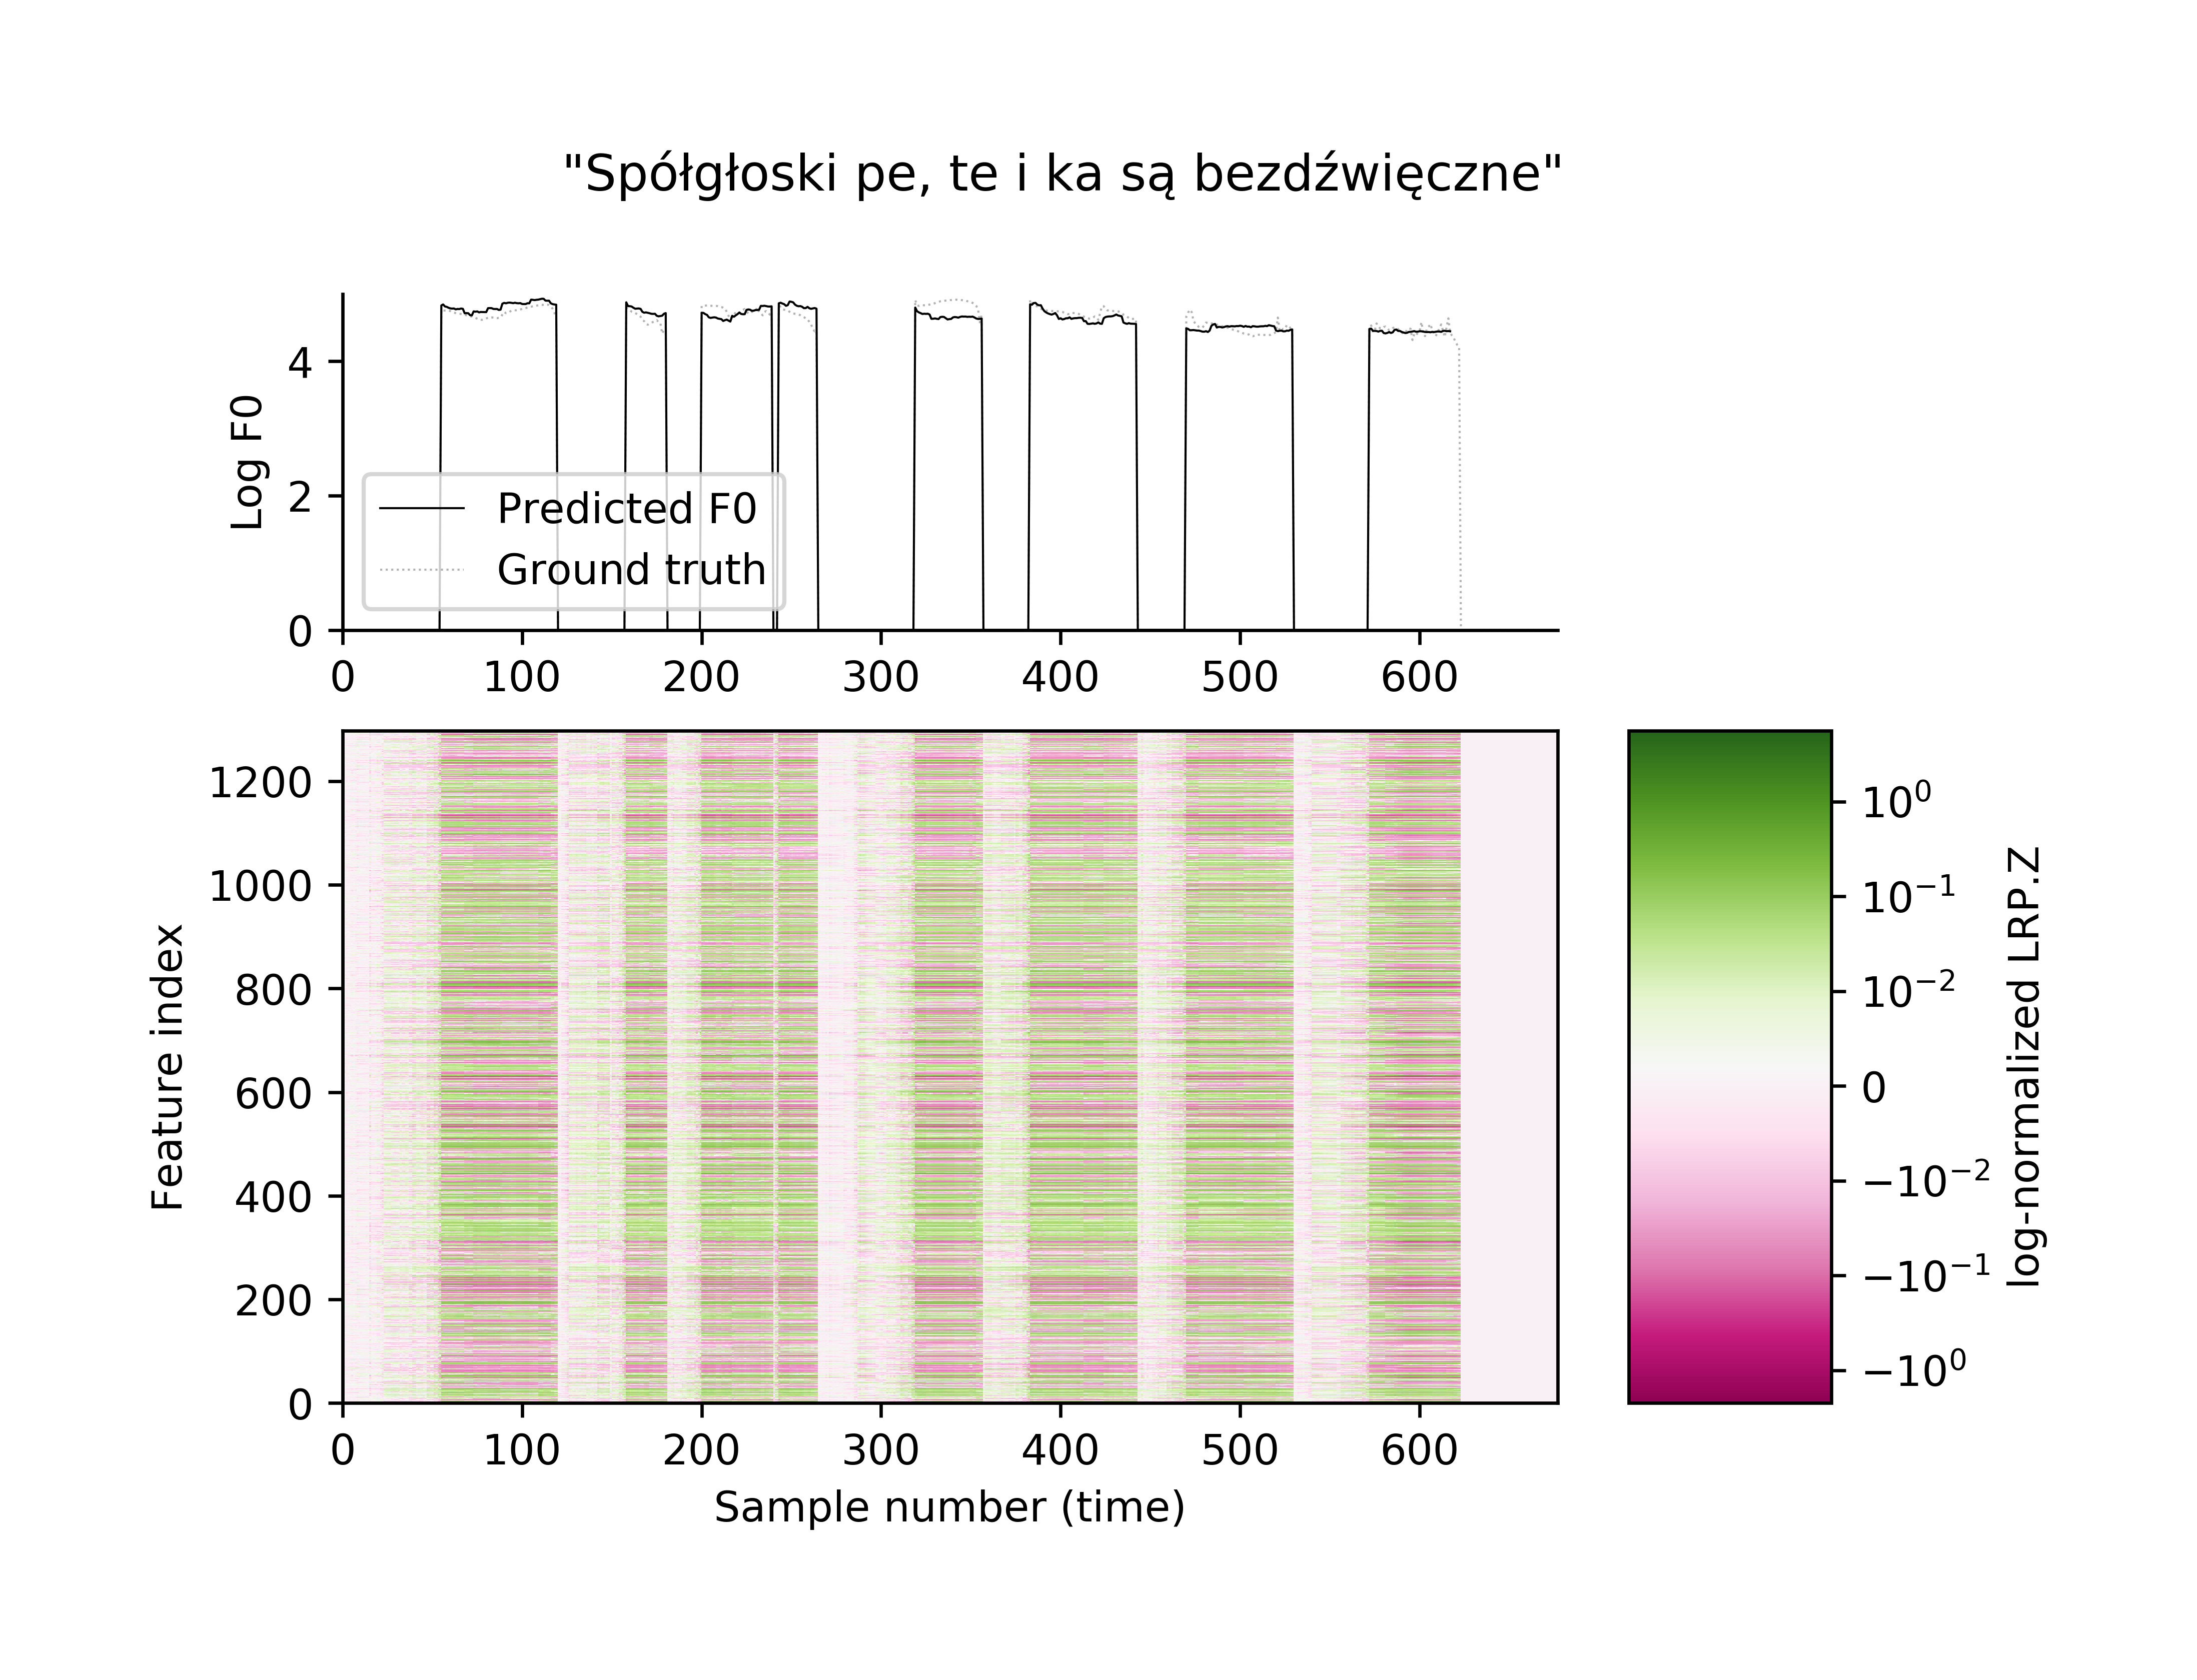 "Spółgłoski pe, te i ka są bezdźwięczne"
Log F0
4
2
0
Predicted F0
Ground truth
0 100 200 300 400 500 600
Feature index
1200
1000
800
600
400
200
0
0 100 200 300 400 500 600
Sample number (time)
10⁰
10⁻¹
10⁻²
0
−10⁻²
−10⁻¹
−10⁰
log-normalized LRP.Z